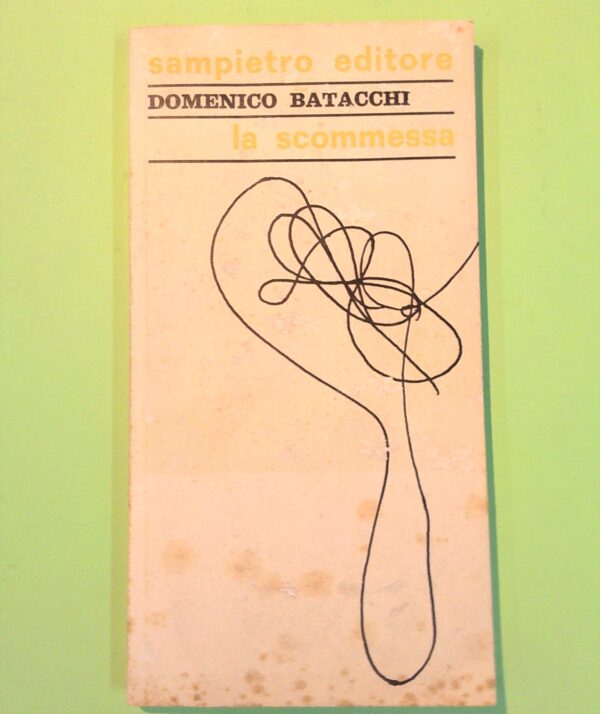 sampietro editore
DOMENICO BATACCHI
la scommessa